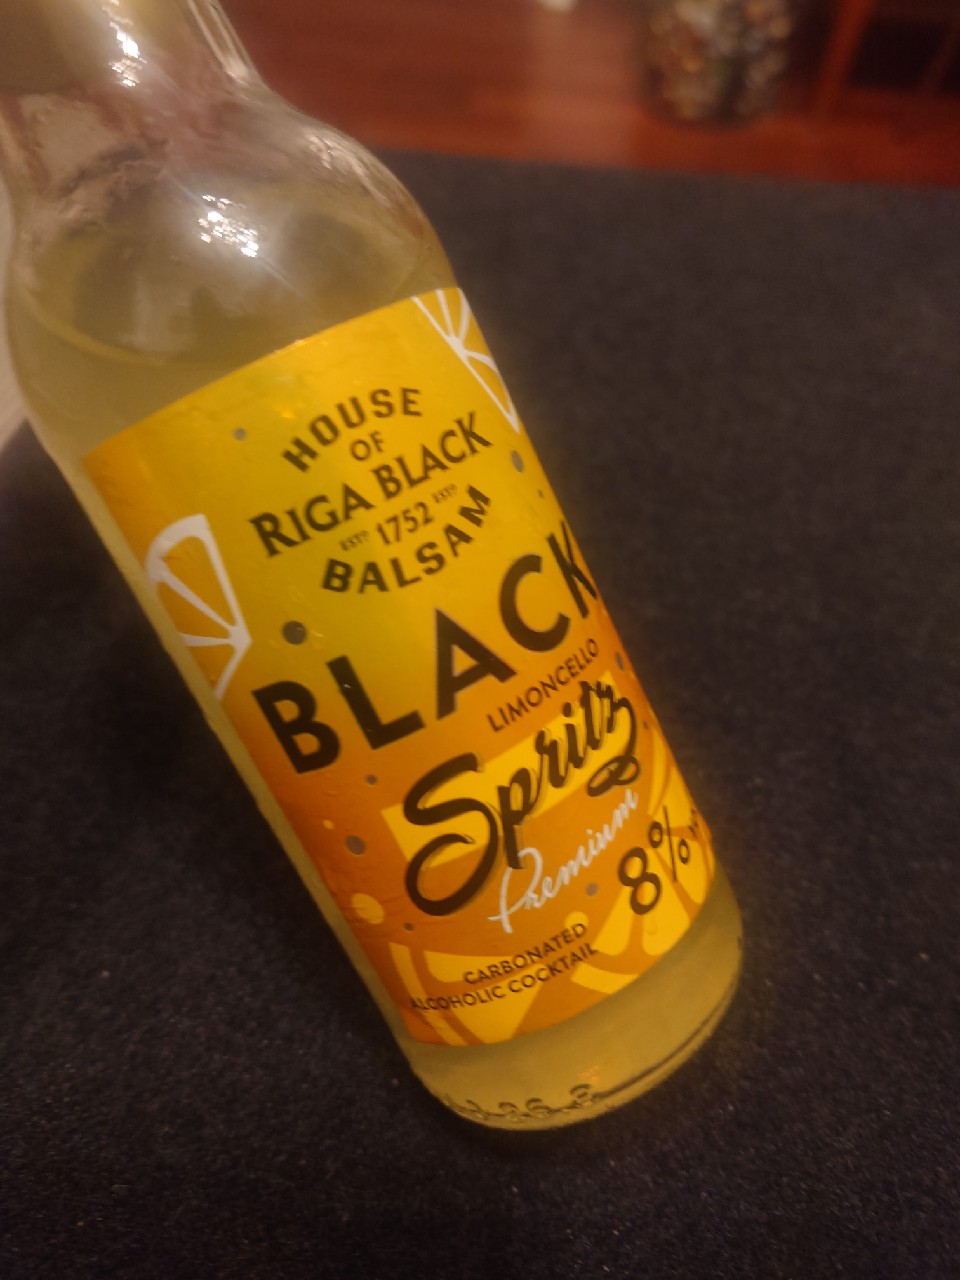 HOUSE
OF
RIGA BLACK
ESTD 1752 ESTD
BALSAM
BLACK
LIMONCELLO
Spritz
Premium
8%
CARBONATED
ALCOHOLIC COCKTAIL